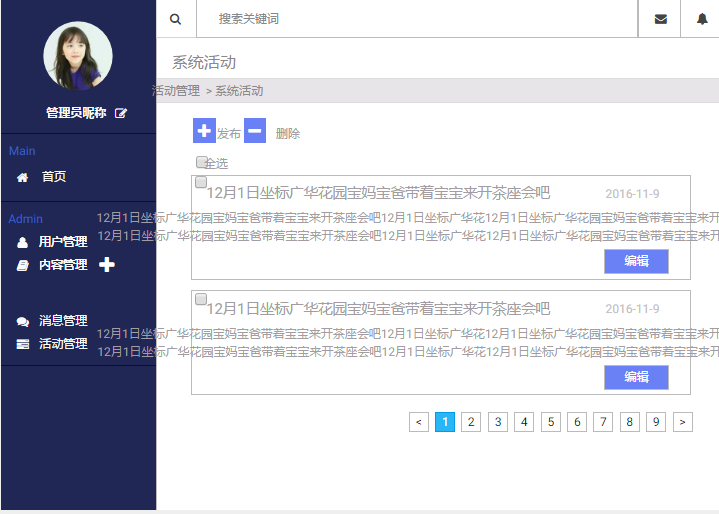 搜索关键词
系统活动
活动管理 > 系统活动
管理员昵称
Main
首页
Admin
用户管理
内容管理
消息管理
活动管理
发布 删除
全选
12月1日坐标广华花园宝妈宝爸带着宝宝来开茶座会吧 2016-11-9
12月1日坐标广华花园宝妈宝爸带着宝宝来开茶座会吧12月1日坐标广华花12月1日坐标广华花园宝妈宝爸带着宝宝来开
12月1日坐标广华花园宝妈宝爸带着宝宝来开茶座会吧12月1日坐标广华花12月1日坐标广华花园宝妈宝爸带着宝宝来开
编辑
12月1日坐标广华花园宝妈宝爸带着宝宝来开茶座会吧 2016-11-9
12月1日坐标广华花园宝妈宝爸带着宝宝来开茶座会吧12月1日坐标广华花12月1日坐标广华花园宝妈宝爸带着宝宝来开
12月1日坐标广华花园宝妈宝爸带着宝宝来开茶座会吧12月1日坐标广华花12月1日坐标广华花园宝妈宝爸带着宝宝来开
编辑
< 1 2 3 4 5 6 7 8 9 >